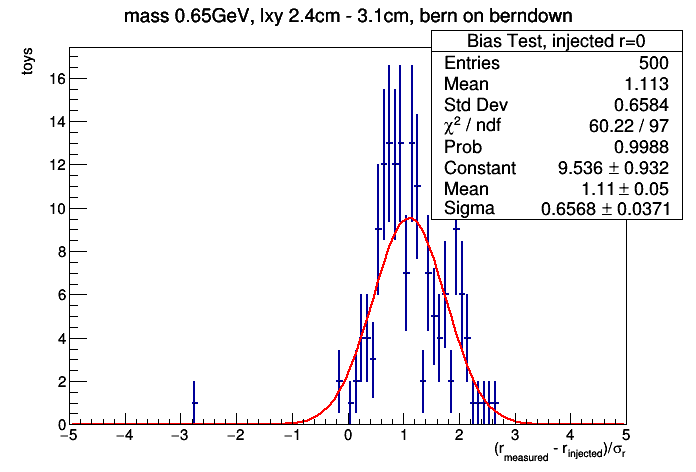 mass 0.65GeV, lxy 2.4cm - 3.1cm, bern on berndown
Bias Test, injected r=0
Entries 500
Mean 1.113
Std Dev 0.6584
χ² / ndf 60.22 / 97
Prob 0.9988
Constant 9.536 ± 0.932
Mean 1.11 ± 0.05
Sigma 0.6568 ± 0.0371
toys
16
14
12
10
8
6
4
2
0
−5 −4 −3 −2 −1 0 1 2 3 4 5
(r_measured - r_injected)/σ_r